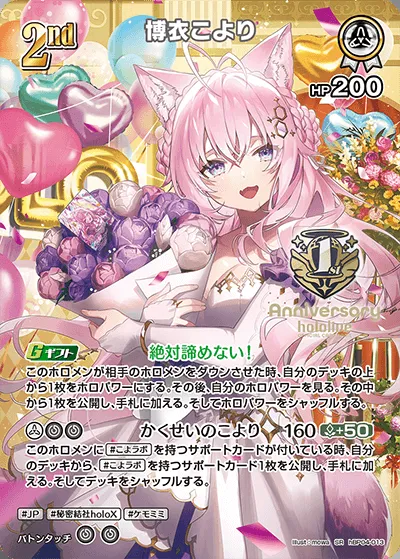 2nd
博衣こより
HP200
1st
Anniversary
hololive
ギフト 絶対諦めない！
このホロメンが相手のホロメンをダウンさせた時、自分のデッキの上
から1枚をホロパワーにする。その後、自分のホロパワーを見る。その中
から1枚を公開し、手札に加える。そしてホロパワーをシャッフルする。
かくせいのこより 160 +50
このホロメンに #こよラボ を持つサポートカードが付いている時、自分
のデッキから、#こよラボ を持つサポートカード1枚を公開し、手札に加
える。そしてデッキをシャッフルする。
#JP #秘密結社holoX #ケモミミ
バトンタッチ
illust：mowa SR hBP04-013